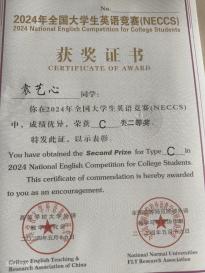 No.
2024年全国大学生英语竞赛(NECCS)
2024 National English Competition for College Students
获奖证书
CERTIFICATE OF AWARD
袁艺心 同学:
你在2024年全国大学生英语竞赛(NECCS)
中,成绩优异,荣获 C 类二等奖。
特发此证,以示表彰。
You have obtained the Second Prize for Type C in
2024 National English Competition for College Students.
This certificate of commendation is hereby awarded
to you as an encouragement.
College English Teaching &
Research Association of China
National Normal Universities
FLT Research Association